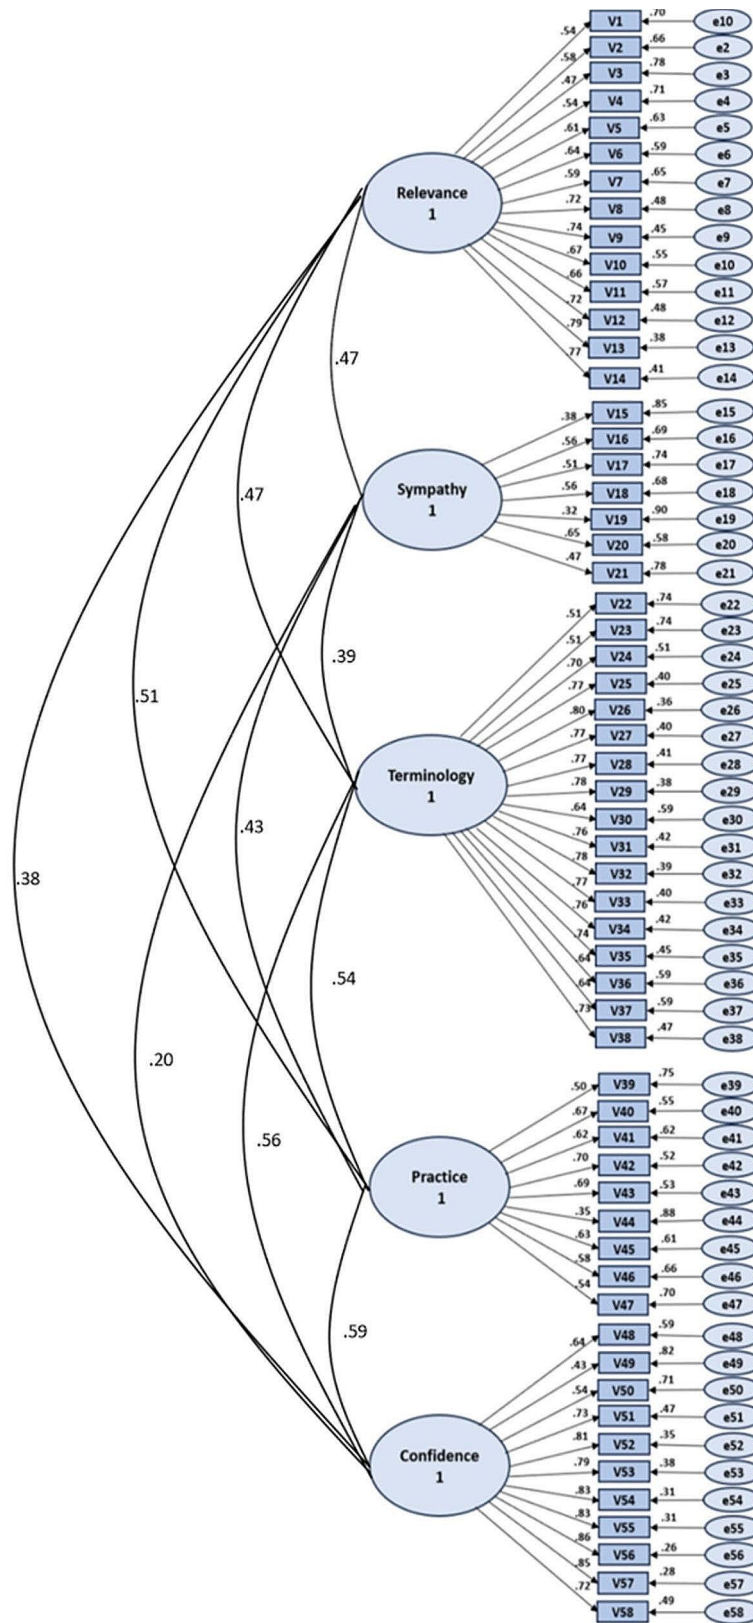 .54 V1 .70 e10
.58 V2 .66 e2
.47 V3 .78 e3
.54 V4 .71 e4
.61 V5 .63 e5
.64 V6 .59 e6
.59 V7 .65 e7
.72 V8 .48 e8
.74 V9 .45 e9
.67 V10 .55 e10
.66 V11 .57 e11
.72 V12 .48 e12
.79 V13 .38 e13
.77 V14 .41 e14
Relevance
1
.38 V15 .85 e15
.56 V16 .69 e16
.51 V17 .74 e17
.56 V18 .68 e18
.32 V19 .90 e19
.65 V20 .58 e20
.47 V21 .78 e21
Sympathy
1
.51 V22 .74 e22
.51 V23 .74 e23
.70 V24 .51 e24
.77 V25 .40 e25
.80 V26 .36 e26
.77 V27 .40 e27
.77 V28 .41 e28
.78 V29 .38 e29
.64 V30 .59 e30
.76 V31 .42 e31
.78 V32 .39 e32
.77 V33 .40 e33
.76 V34 .42 e34
.74 V35 .45 e35
.64 V36 .59 e36
.64 V37 .59 e37
.73 V38 .47 e38
Terminology
1
.50 V39 .75 e39
.67 V40 .55 e40
.62 V41 .62 e41
.70 V42 .52 e42
.69 V43 .53 e43
.35 V44 .88 e44
.63 V45 .61 e45
.58 V46 .66 e46
.54 V47 .70 e47
Practice
1
.64 V48 .59 e48
.43 V49 .82 e49
.54 V50 .71 e50
.73 V51 .47 e51
.81 V52 .35 e52
.79 V53 .38 e53
.83 V54 .31 e54
.83 V55 .31 e55
.86 V56 .26 e56
.85 V57 .28 e57
.72 V58 .49 e58
Confidence
1
.47
.47
.39
.51
.43
.38
.54
.20
.56
.59